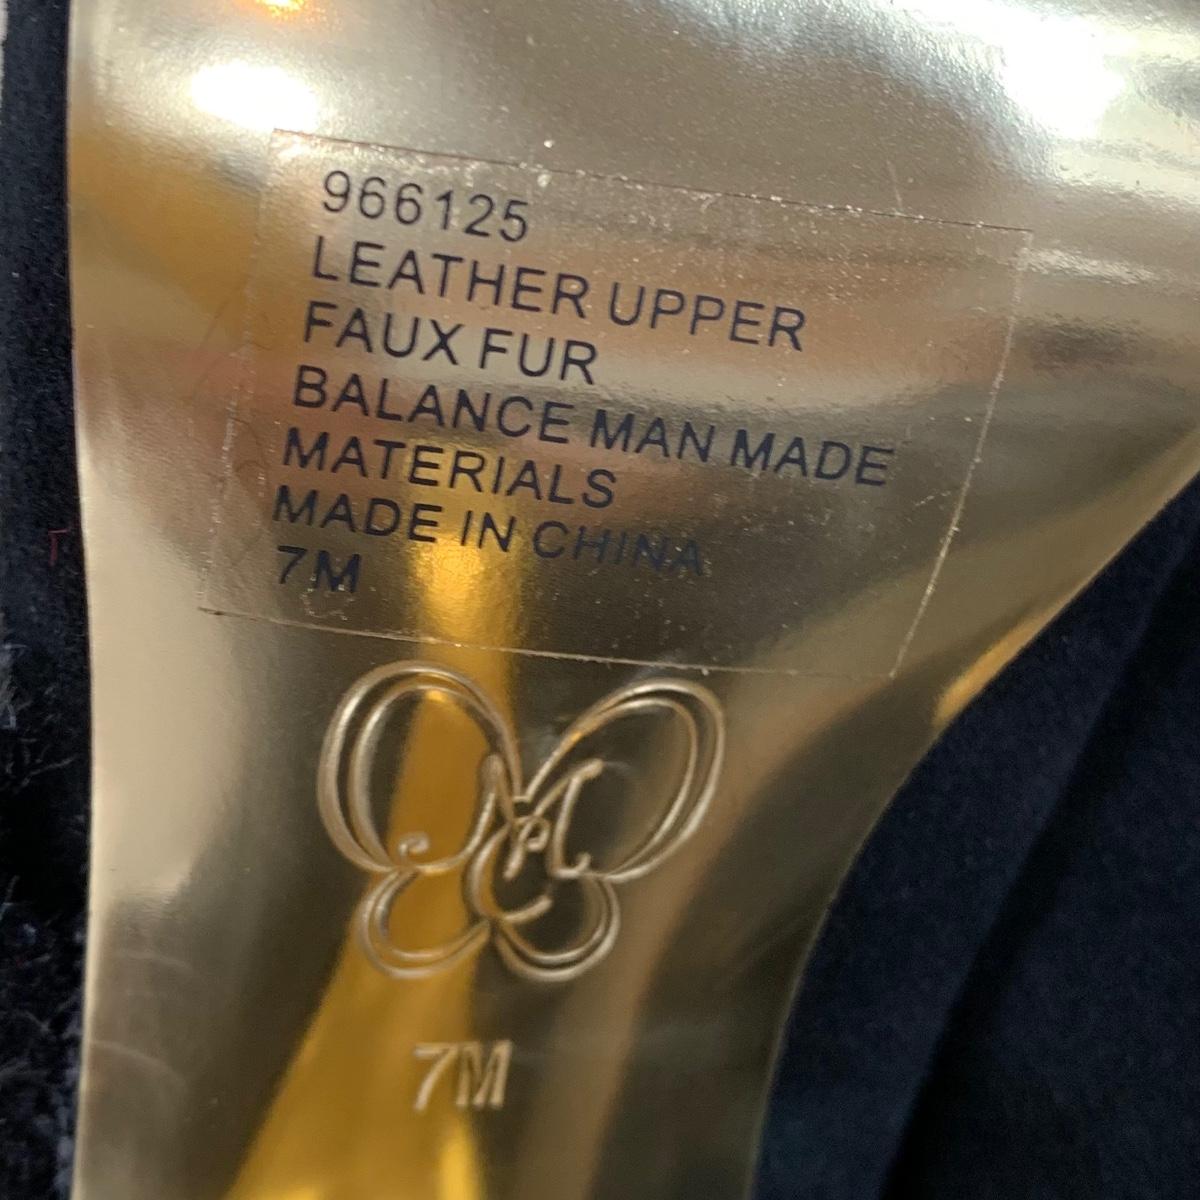 966125
LEATHER UPPER
FAUX FUR
BALANCE MAN MADE
MATERIALS
MADE IN CHINA
7M
7M